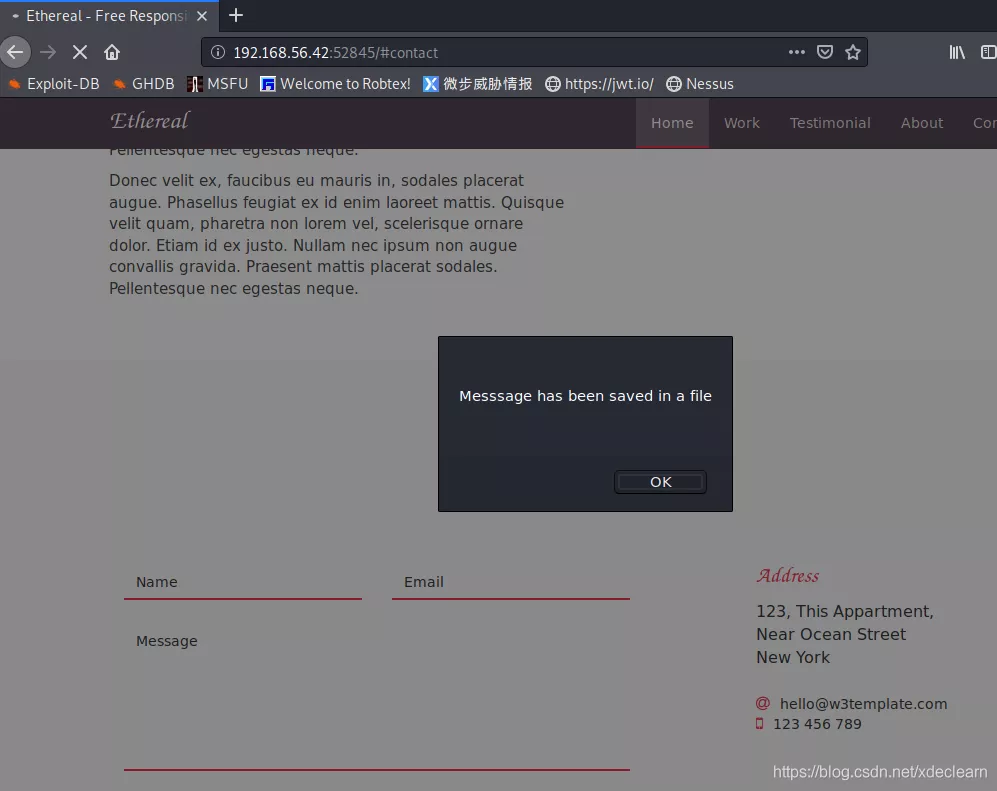 Ethereal - Free Responsi
192.168.56.42:52845/#contact
Exploit-DB GHDB MSFU Welcome to Robtex! 微步威胁情报 https://jwt.io/ Nessus
Ethereal Home Work Testimonial About Con
Pellentesque nec egestas neque.
Donec velit ex, faucibus eu mauris in, sodales placerat
augue. Phasellus feugiat ex id enim laoreet mattis. Quisque
velit quam, pharetra non lorem vel, scelerisque ornare
dolor. Etiam id ex justo. Nullam nec ipsum non augue
convallis gravida. Praesent mattis placerat sodales.
Pellentesque nec egestas neque.
Messsage has been saved in a file
OK
Name Email
Message
Address
123, This Appartment,
Near Ocean Street
New York
hello@w3template.com
123 456 789
https://blog.csdn.net/xdeclearn